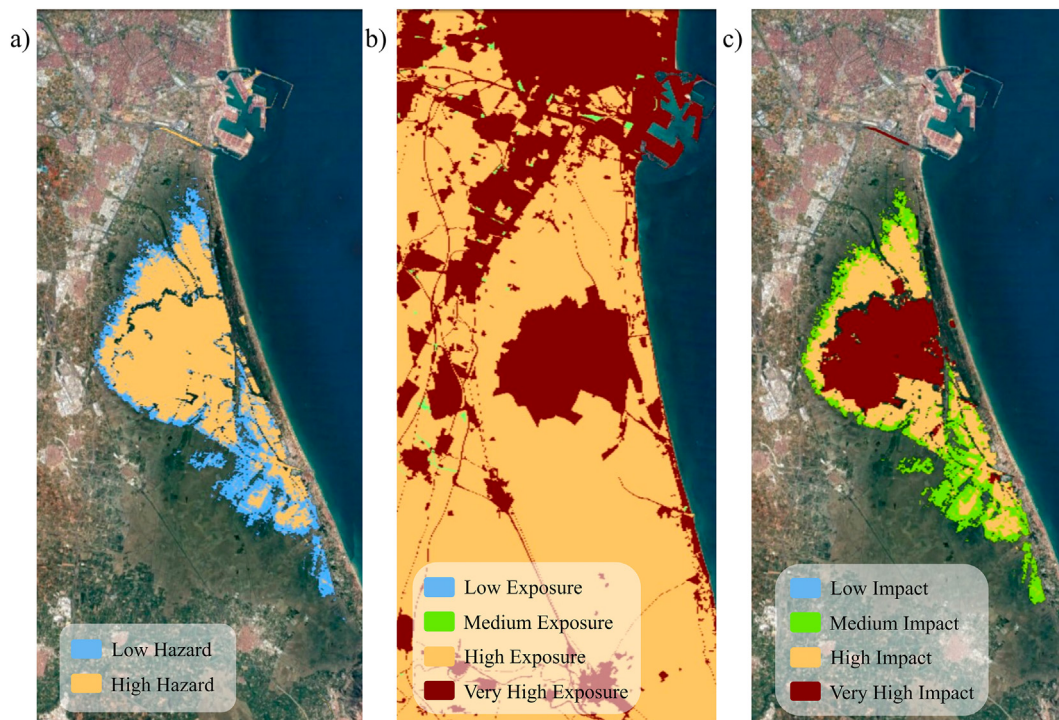 a)
b)
c)
Low Hazard
High Hazard
Low Exposure
Medium Exposure
High Exposure
Very High Exposure
Low Impact
Medium Impact
High Impact
Very High Impact